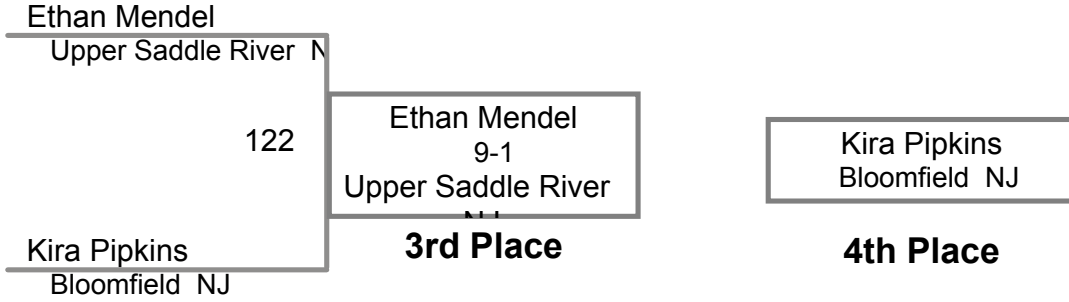 Ethan Mendel
Upper Saddle River N
122
Ethan Mendel
9-1
Upper Saddle River
3rd Place
Kira Pipkins
Bloomfield NJ
4th Place
Kira Pipkins
Bloomfield NJ